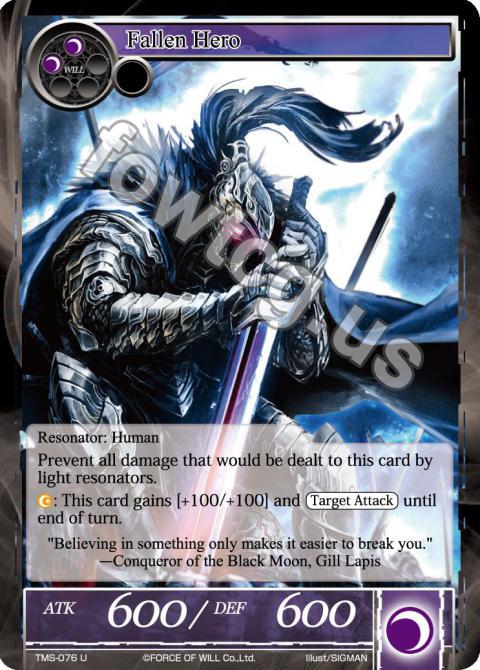 Fallen Hero
WILL
fowtcg.us
Resonator: Human
Prevent all damage that would be dealt to this card by
light resonators.
: This card gains [+100/+100] and Target Attack until
end of turn.
"Believing in something only makes it easier to break you."
—Conqueror of the Black Moon, Gill Lapis
ATK 600 / DEF 600
TMS-076 U ©FORCE OF WILL Co.,Ltd. Illust/SIGMAN